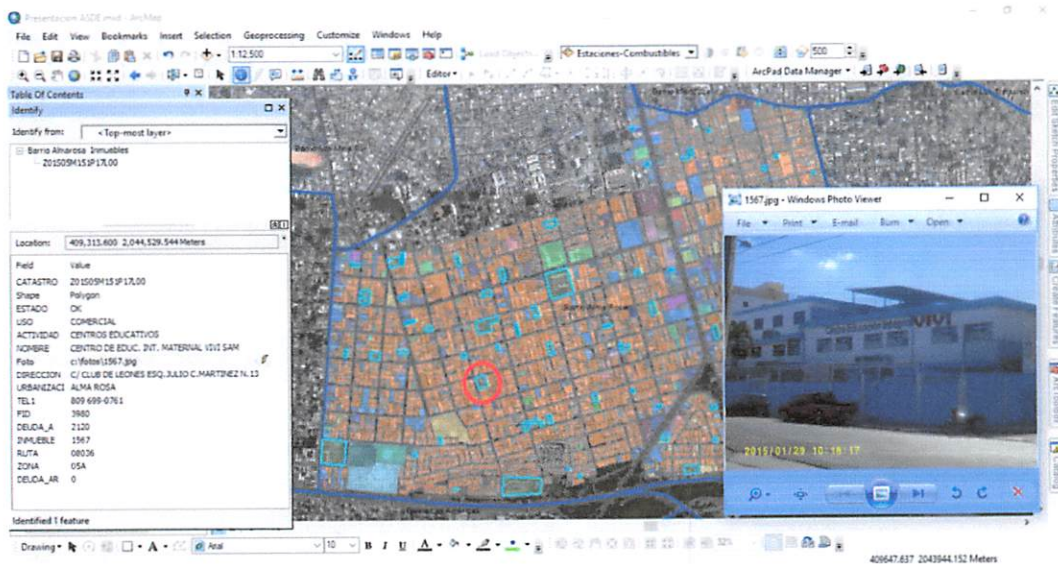 Presentacion ASDE.mxd - ArcMap
File Edit View Bookmarks Insert Selection Geoprocessing Customize Windows Help
1:12.500
Estaciones-Combustibles
500
Editor
ArcPad Data Manager
Table Of Contents
Identify
Identify from: <Top-most layer>
Barrio Almarosa Inmuebles
Location: 409,313.600 2,044,529.544 Meters
Field Value
CATASTRO
Shape Polygon
ESTADO OK
USO COMERCIAL
ACTIVIDAD CENTROS EDUCATIVOS
NOMBRE CENTRO DE EDUC. INT. MATERNAL VIVI SAM
Foto c:\fotos\1567.jpg
DIRECCION C/ CLUB DE LEONES ESQ.JULIO C.MARTINEZ N.13
URBANIZACI ALMA ROSA
TEL1 809 699-0761
FID 3980
DEUDA_A 2120
INMUEBLE 1567
RUTA 08036
ZONA 05A
DEUDA_AR 0
Identified 1 feature
1567.jpg - Windows Photo Viewer
File Print E-mail Burn Open
VIVI
2015/01/29 10:18:17
Drawing
A
Arial
10
B I U A
32%
409647.637 2043944.152 Meters